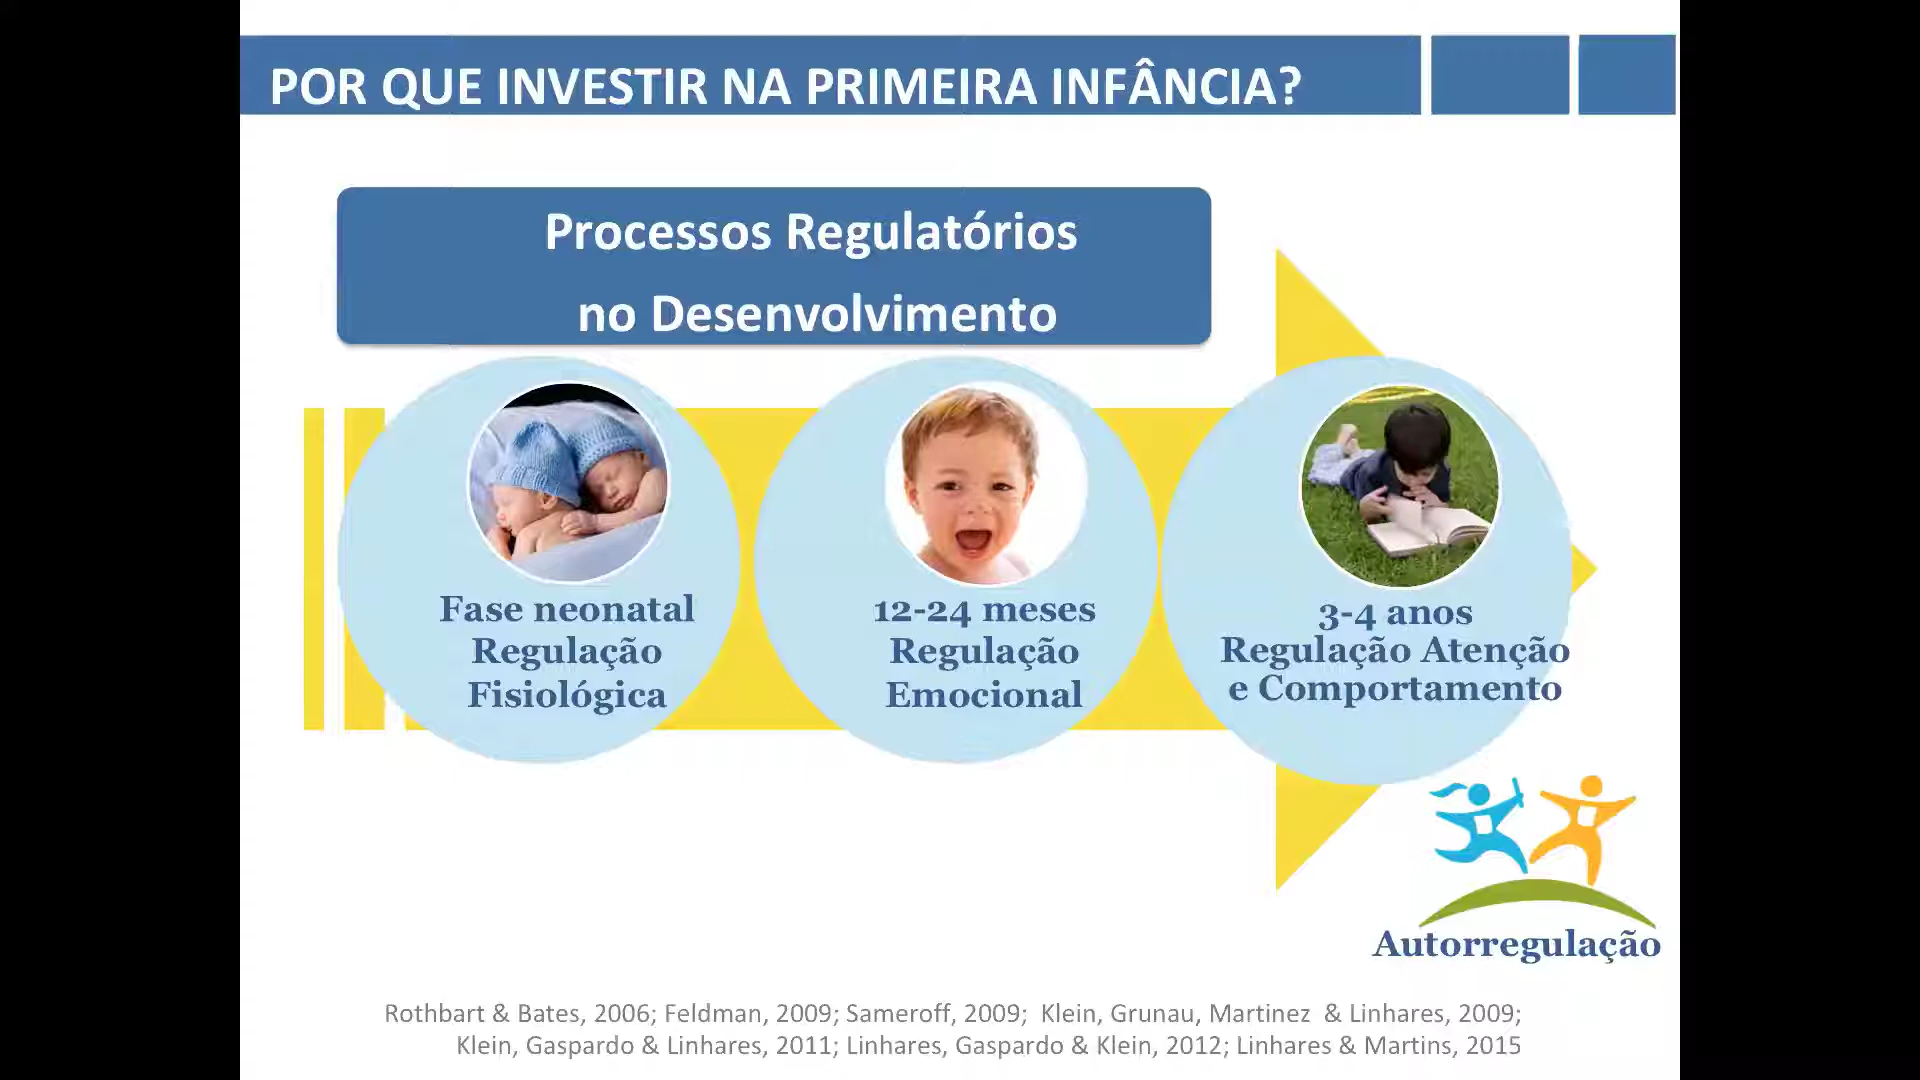 POR QUE INVESTIR NA PRIMEIRA INFÂNCIA?
Processos Regulatórios
no Desenvolvimento
Fase neonatal
Regulação
Fisiológica
12-24 meses
Regulação
Emocional
3-4 anos
Regulação Atenção
e Comportamento
Autorregulação
Rothbart & Bates, 2006; Feldman, 2009; Sameroff, 2009; Klein, Grunau, Martinez & Linhares, 2009;
Klein, Gaspardo & Linhares, 2011; Linhares, Gaspardo & Klein, 2012; Linhares & Martins, 2015